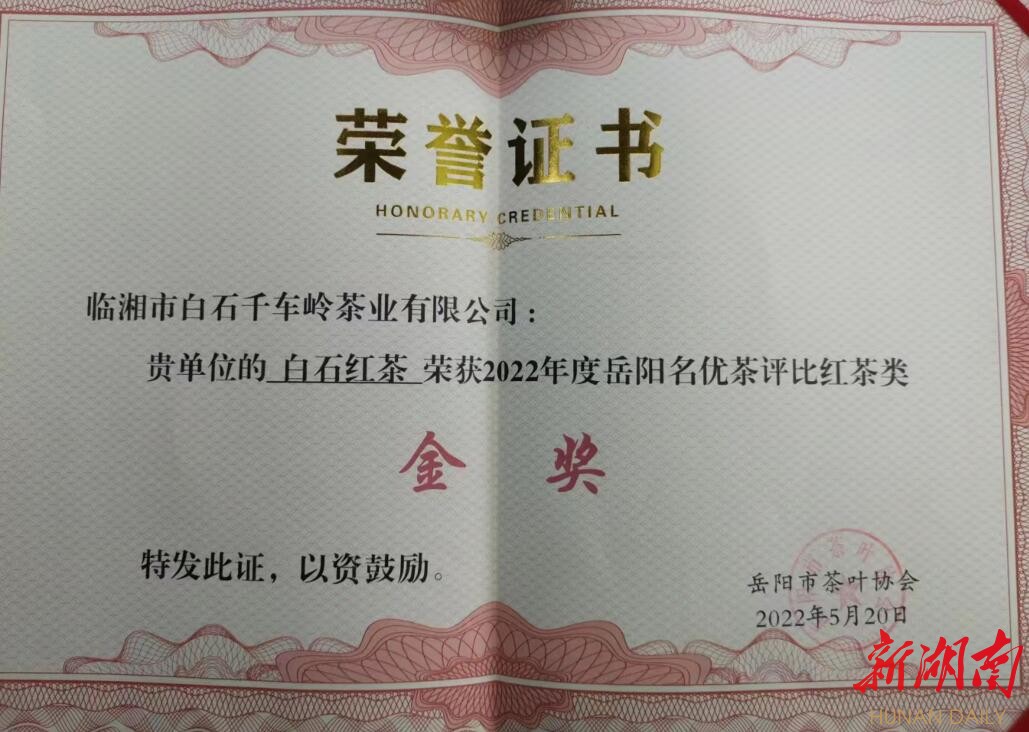 荣誉证书
HONORARY CREDENTIAL
临湘市白石千车岭茶业有限公司：
贵单位的 白石红茶 荣获2022年度岳阳名优茶评比红茶类
金 奖
特发此证，以资鼓励。
岳阳市茶叶协会
2022年5月20日
新湖南
HUNAN DAILY